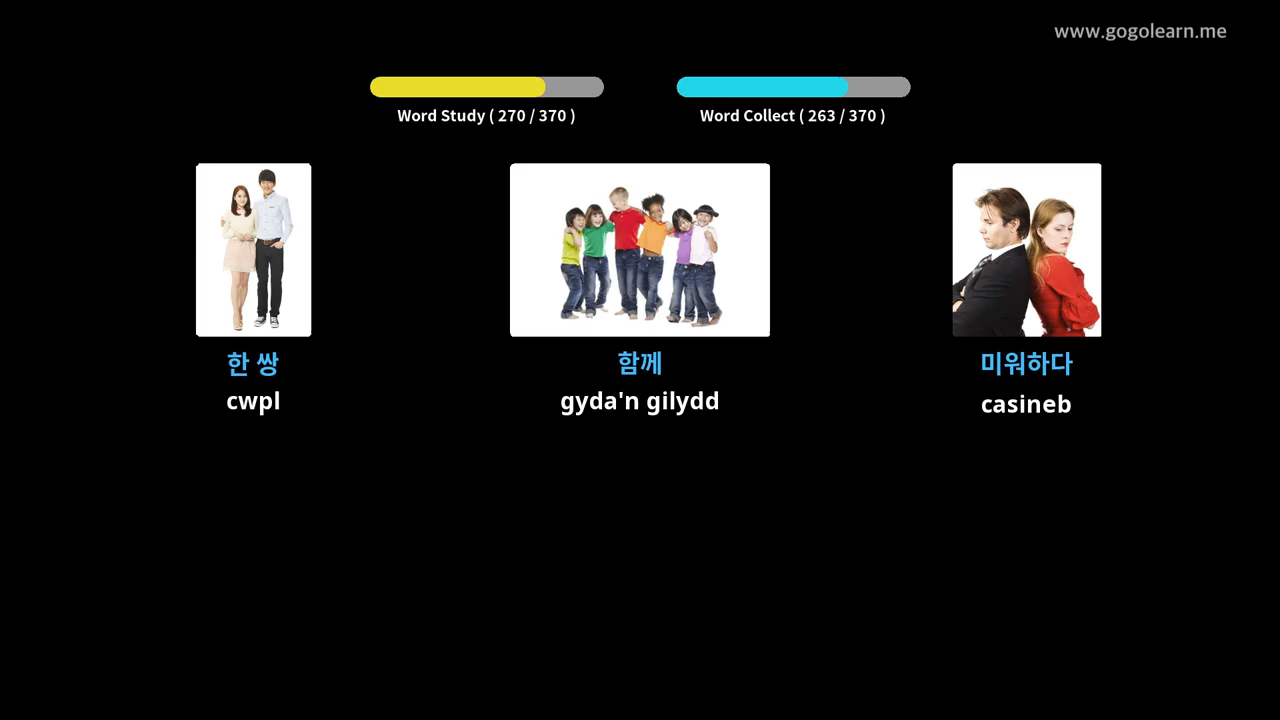 www.gogolearn.me
Word Study ( 270 / 370 )
Word Collect ( 263 / 370 )
한 쌍
cwpl
함께
gyda'n gilydd
미워하다
casineb